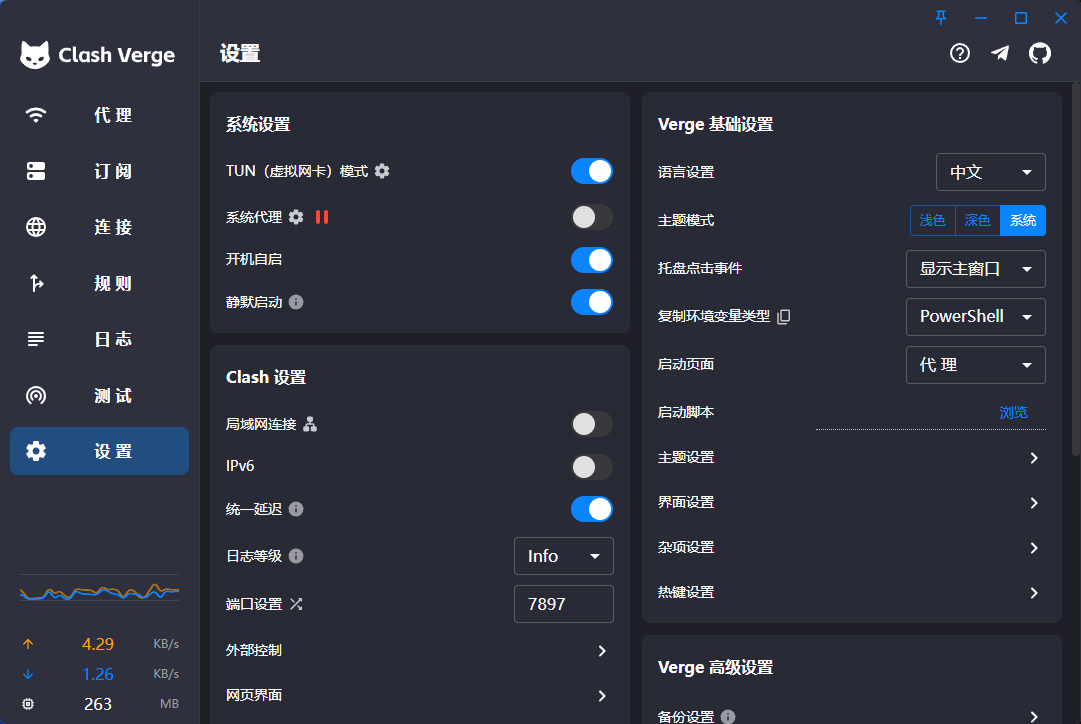 Clash Verge
代理
订阅
连接
规则
日志
测试
设置
4.29 KB/s
1.26 KB/s
263 MB
设置
系统设置
TUN（虚拟网卡）模式
系统代理
开机自启
静默启动
Clash 设置
局域网连接
IPv6
统一延迟
日志等级 Info
端口设置 7897
外部控制
网页界面
Verge 基础设置
语言设置 中文
主题模式 浅色 深色 系统
托盘点击事件 显示主窗口
复制环境变量类型 PowerShell
启动页面 代理
启动脚本 浏览
主题设置
界面设置
杂项设置
热键设置
Verge 高级设置
备份设置